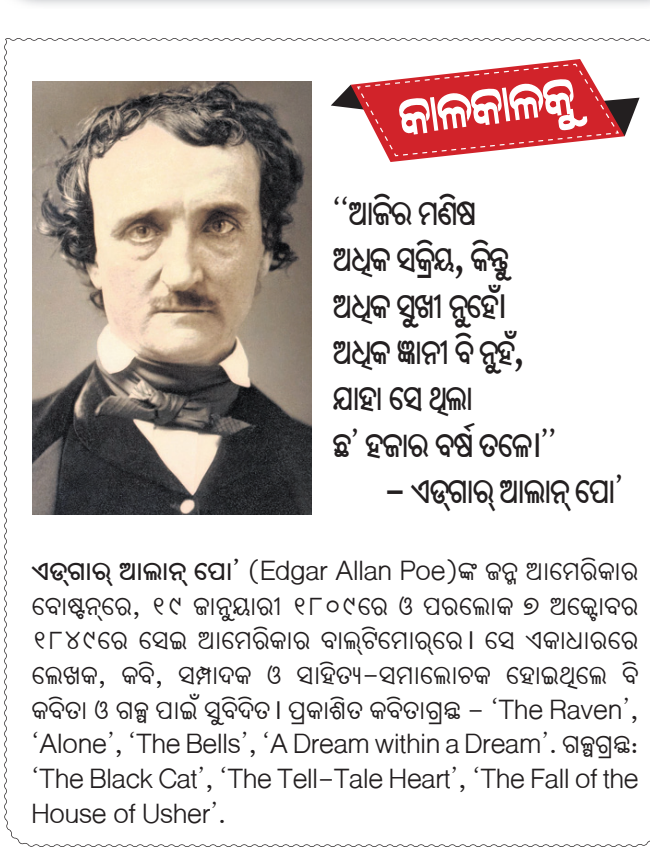 କାଳକାଳକୁ
‘‘ଆଜିର ମଣିଷ
ଅଧିକ ସକ୍ରିୟ, କିନ୍ତୁ
ଅଧିକ ସୁଖୀ ନୁହେଁ।
ଅଧିକ ଜ୍ଞାନୀ ବି ନୁହଁ,
ଯାହା ସେ ଥିଲା
ଛ’ ହଜାର ବର୍ଷ ତଳେ।’’
– ଏଡ୍‌ଗାର୍ ଆଲାନ୍ ପୋ’
ଏଡ୍‌ଗାର୍ ଆଲାନ୍ ପୋ’ (Edgar Allan Poe)ଙ୍କ ଜନ୍ମ ଆମେରିକାର
ବୋଷ୍ଟନ୍‌ରେ, ୧୯ ଜାନୁୟାରୀ ୧୮୦୯ରେ ଓ ପରଲୋକ ୭ ଅକ୍ଟୋବର
୧୮୪୯ରେ ସେଇ ଆମେରିକାର ବାଲ୍‌ଟିମୋର୍‌ରେ। ସେ ଏକାଧାରରେ
ଲେଖକ, କବି, ସମ୍ପାଦକ ଓ ସାହିତ୍ୟ–ସମାଲୋଚକ ହୋଇଥିଲେ ବି
କବିତା ଓ ଗଳ୍ପ ପାଇଁ ସୁବିଦିତ। ପ୍ରକାଶିତ କବିତାଗ୍ରନ୍ଥ – ‘The Raven’,
‘Alone’, ‘The Bells’, ‘A Dream within a Dream’. ଗଳ୍ପଗ୍ରନ୍ଥ:
‘The Black Cat’, ‘The Tell–Tale Heart’, ‘The Fall of the
House of Usher’.